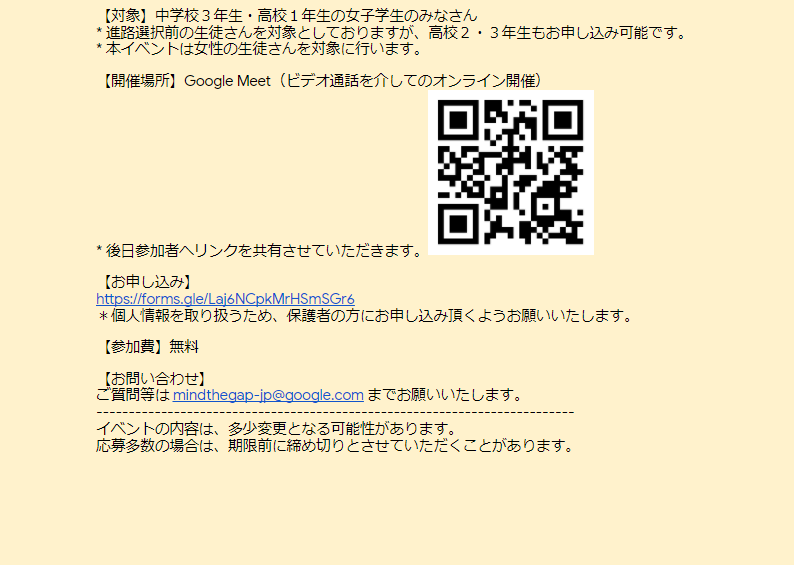 【対象】中学校３年生・高校１年生の女子学生のみなさん
* 進路選択前の生徒さんを対象としておりますが、高校２・３年生もお申し込み可能です。
* 本イベントは女性の生徒さんを対象に行います。
【開催場所】Google Meet（ビデオ通話を介してのオンライン開催）
* 後日参加者へリンクを共有させていただきます。
【お申し込み】
https://forms.gle/Laj6NCpkMrHSmSGr6
＊個人情報を取り扱うため、保護者の方にお申し込み頂くようお願いいたします。
【参加費】無料
【お問い合わせ】
ご質問等は mindthegap-jp@google.com までお願いいたします。
--------------------------------------------------------------------------
イベントの内容は、多少変更となる可能性があります。
応募多数の場合は、期限前に締め切りとさせていただくことがあります。